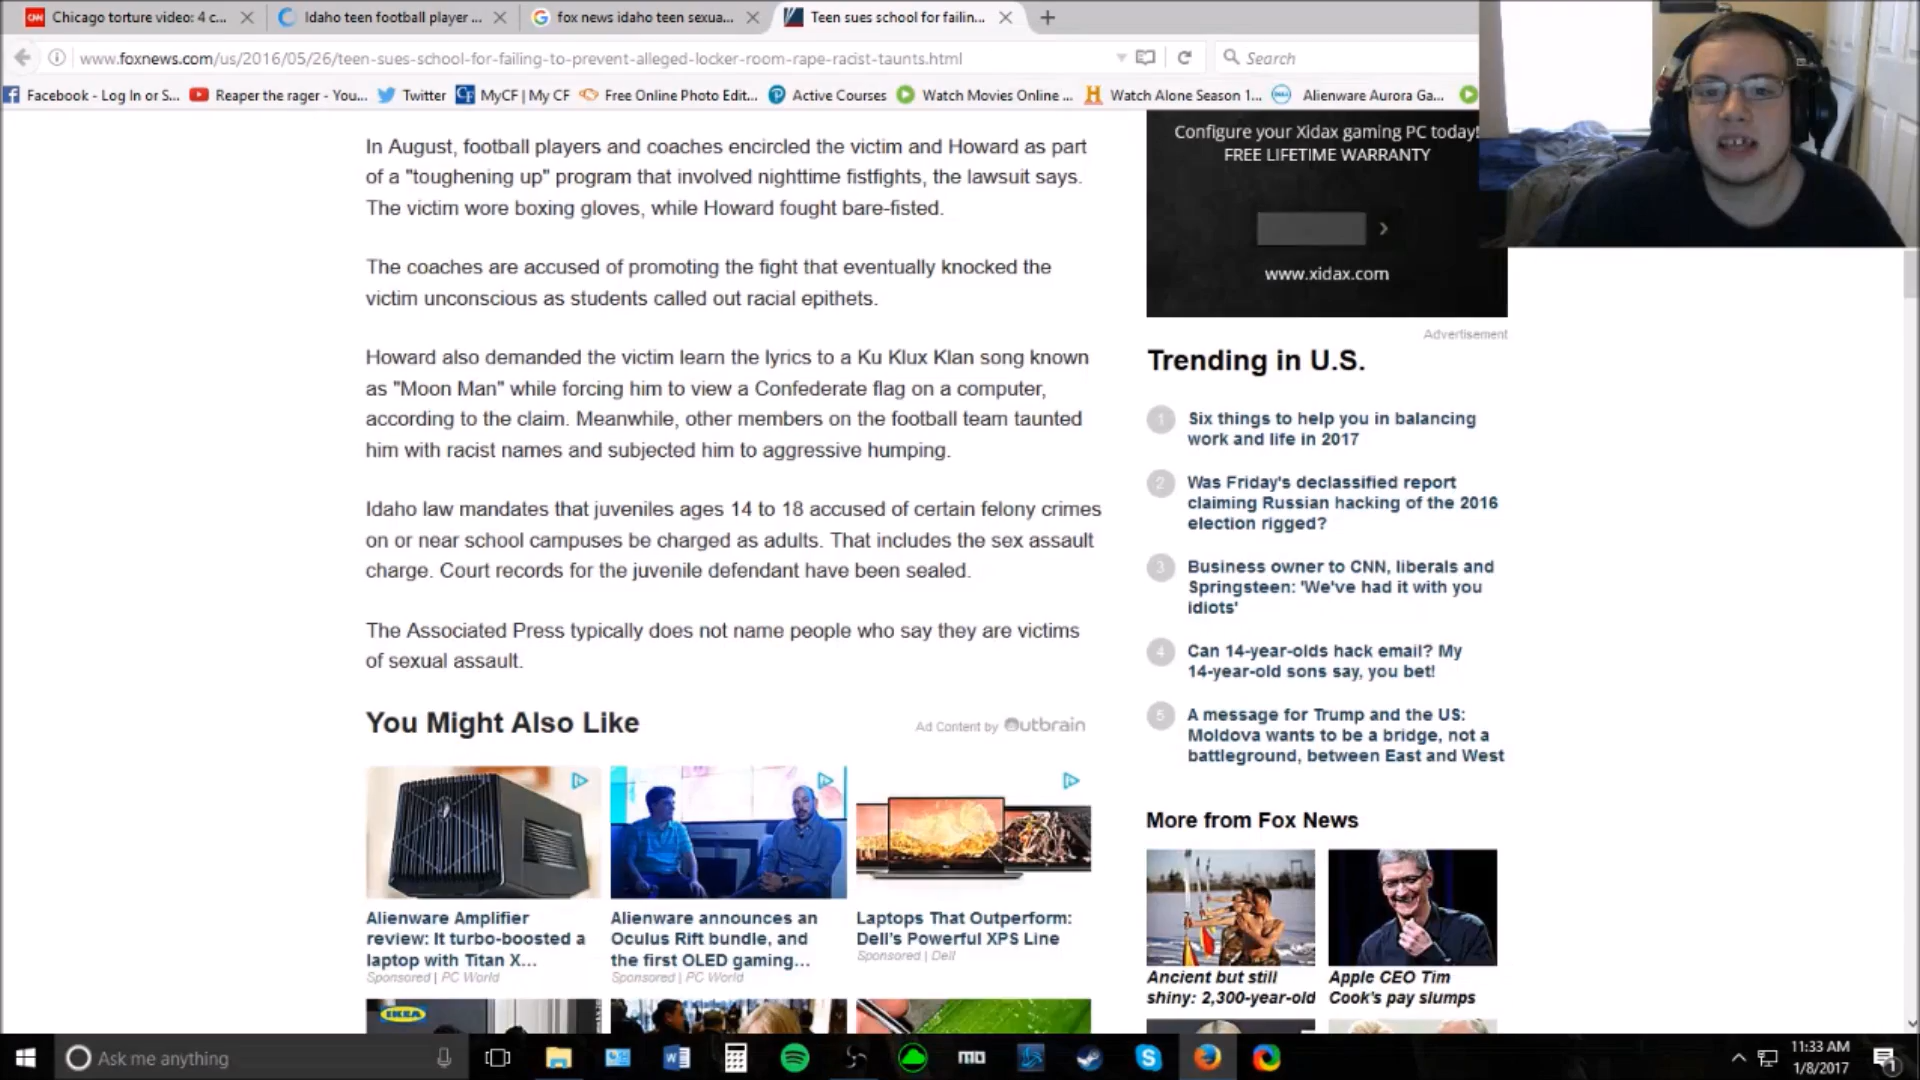 CNN Chicago torture video: 4 c...
Idaho teen football player ...
fox news idaho teen sexua...
Teen sues school for failin...
www.foxnews.com/us/2016/05/26/teen-sues-school-for-failing-to-prevent-alleged-locker-room-rape-racist-taunts.html
Search
Facebook - Log In or S...
Reaper the rager - You...
Twitter
CF MyCF | My CF
Free Online Photo Edit...
Active Courses
Watch Movies Online ...
H Watch Alone Season 1...
Alienware Aurora Ga...
In August, football players and coaches encircled the victim and Howard as part
of a "toughening up" program that involved nighttime fistfights, the lawsuit says.
The victim wore boxing gloves, while Howard fought bare-fisted.
The coaches are accused of promoting the fight that eventually knocked the
victim unconscious as students called out racial epithets.
Howard also demanded the victim learn the lyrics to a Ku Klux Klan song known
as "Moon Man" while forcing him to view a Confederate flag on a computer,
according to the claim. Meanwhile, other members on the football team taunted
him with racist names and subjected him to aggressive humping.
Idaho law mandates that juveniles ages 14 to 18 accused of certain felony crimes
on or near school campuses be charged as adults. That includes the sex assault
charge. Court records for the juvenile defendant have been sealed.
The Associated Press typically does not name people who say they are victims
of sexual assault.
You Might Also Like
Ad Content by Outbrain
Alienware Amplifier
review: It turbo-boosted a
laptop with Titan X...
Sponsored | PC World
Alienware announces an
Oculus Rift bundle, and
the first OLED gaming...
Sponsored | PC World
Laptops That Outperform:
Dell's Powerful XPS Line
Sponsored | Dell
IKEA
Configure your Xidax gaming PC today!
FREE LIFETIME WARRANTY
www.xidax.com
Advertisement
Trending in U.S.
1 Six things to help you in balancing
work and life in 2017
2 Was Friday's declassified report
claiming Russian hacking of the 2016
election rigged?
3 Business owner to CNN, liberals and
Springsteen: 'We've had it with you
idiots'
4 Can 14-year-olds hack email? My
14-year-old sons say, you bet!
5 A message for Trump and the US:
Moldova wants to be a bridge, not a
battleground, between East and West
More from Fox News
Ancient but still
shiny: 2,300-year-old
Apple CEO Tim
Cook's pay slumps
Ask me anything
11:33 AM
1/8/2017
1